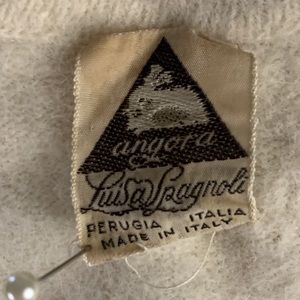 angora
Luisa Spagnoli
PERUGIA ITALIA
MADE IN ITALY